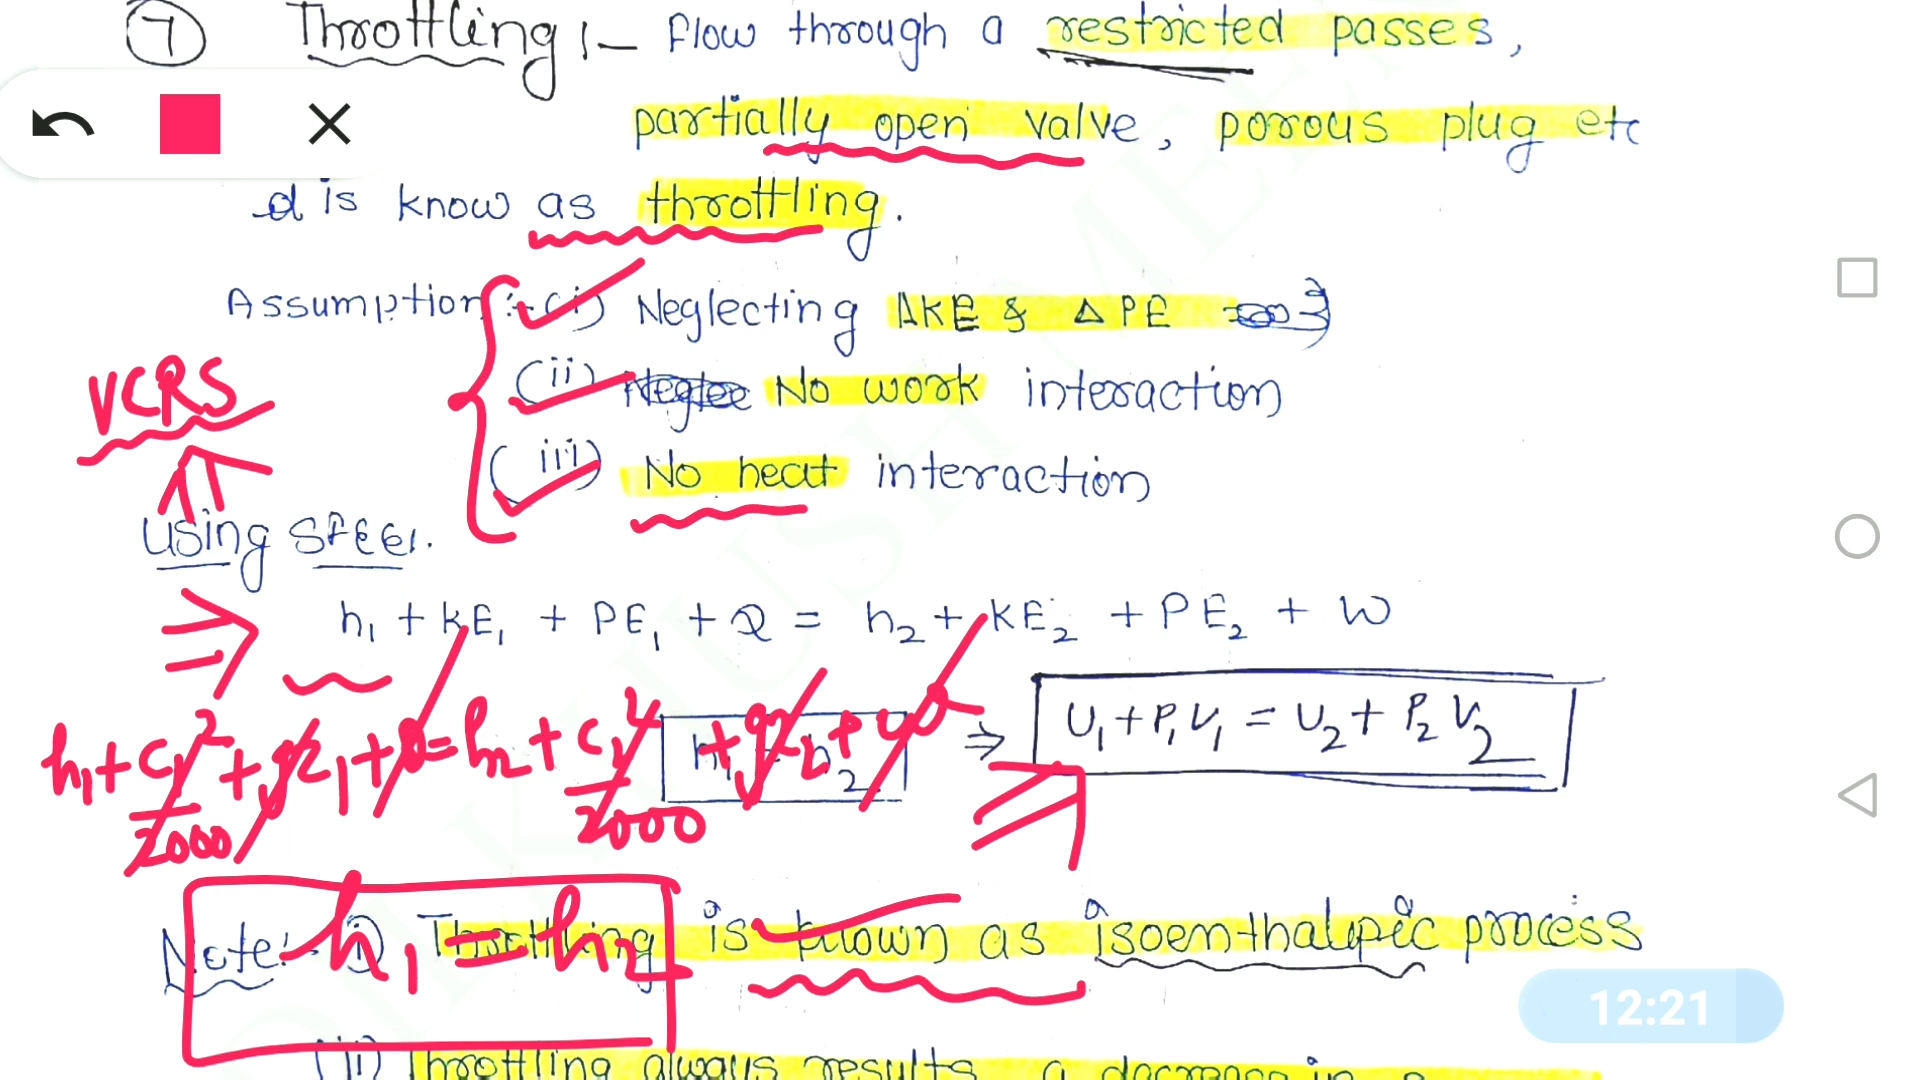 ⑦ Throttling :- flow through a restricted passes,
partially open valve, porous plug etc
is know as throttling.
Assumption :- (i) Neglecting ΔKE & ΔPE
(ii) No work interaction
(iii) No heat interaction
VCRS
Using SFEE.
h₁ + KE₁ + PE₁ + Q = h₂ + KE₂ + PE₂ + W
h₁ = h₂ ⇒ U₁ + P₁V₁ = U₂ + P₂V₂
h₁ + C₁²/2000 + gz₁ + Q = h₂ + C₂²/2000 + gz₂ + W
h₁ = h₂
Note:- (i) Throttling is known as isoenthalpic process
12:21
(ii) Throttling always results a decrease in